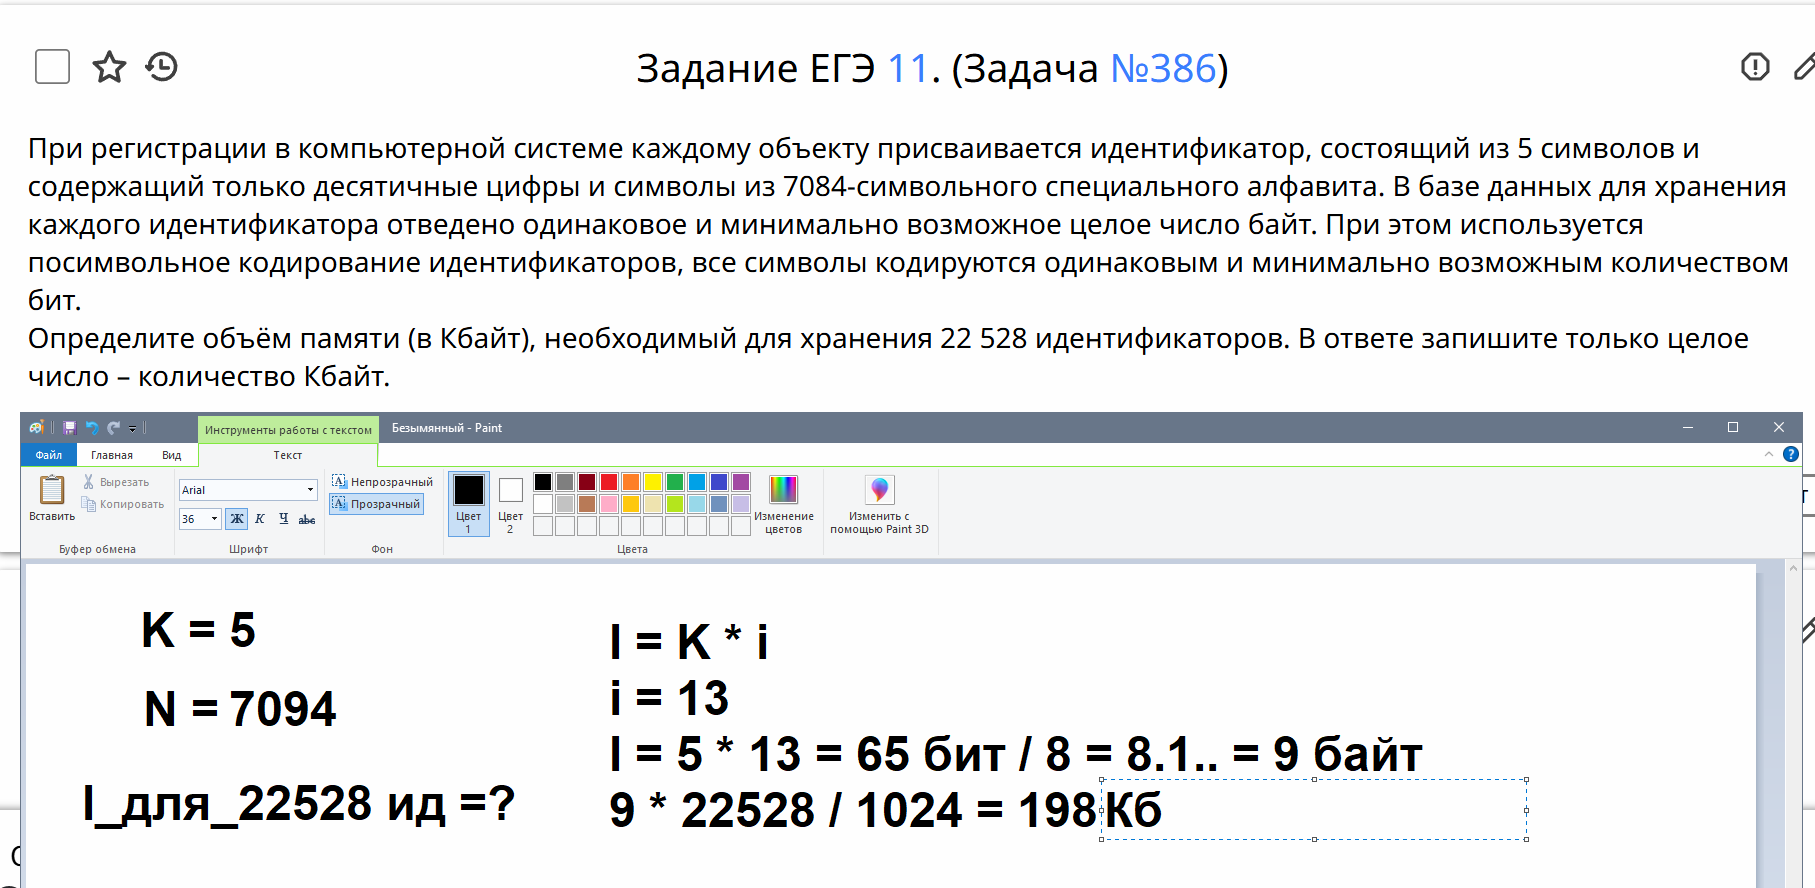 Задание ЕГЭ 11. (Задача №386)
При регистрации в компьютерной системе каждому объекту присваивается идентификатор, состоящий из 5 символов и
содержащий только десятичные цифры и символы из 7084-символьного специального алфавита. В базе данных для хранения
каждого идентификатора отведено одинаковое и минимально возможное целое число байт. При этом используется
посимвольное кодирование идентификаторов, все символы кодируются одинаковым и минимально возможным количеством
бит.
Определите объём памяти (в Кбайт), необходимый для хранения 22 528 идентификаторов. В ответе запишите только целое
число – количество Кбайт.
Инструменты работы с текстом
Безымянный - Paint
Файл Главная Вид Текст
Вставить
Вырезать
Копировать
Буфер обмена
Arial
36
Ж К Ч abc
Шрифт
Непрозрачный
Прозрачный
Фон
Цвет 1
Цвет 2
Изменение цветов
Цвета
Изменить с помощью Paint 3D
K = 5
N = 7094
I_для_22528 ид =?
I = K * i
i = 13
I = 5 * 13 = 65 бит / 8 = 8.1.. = 9 байт
9 * 22528 / 1024 = 198 Кб